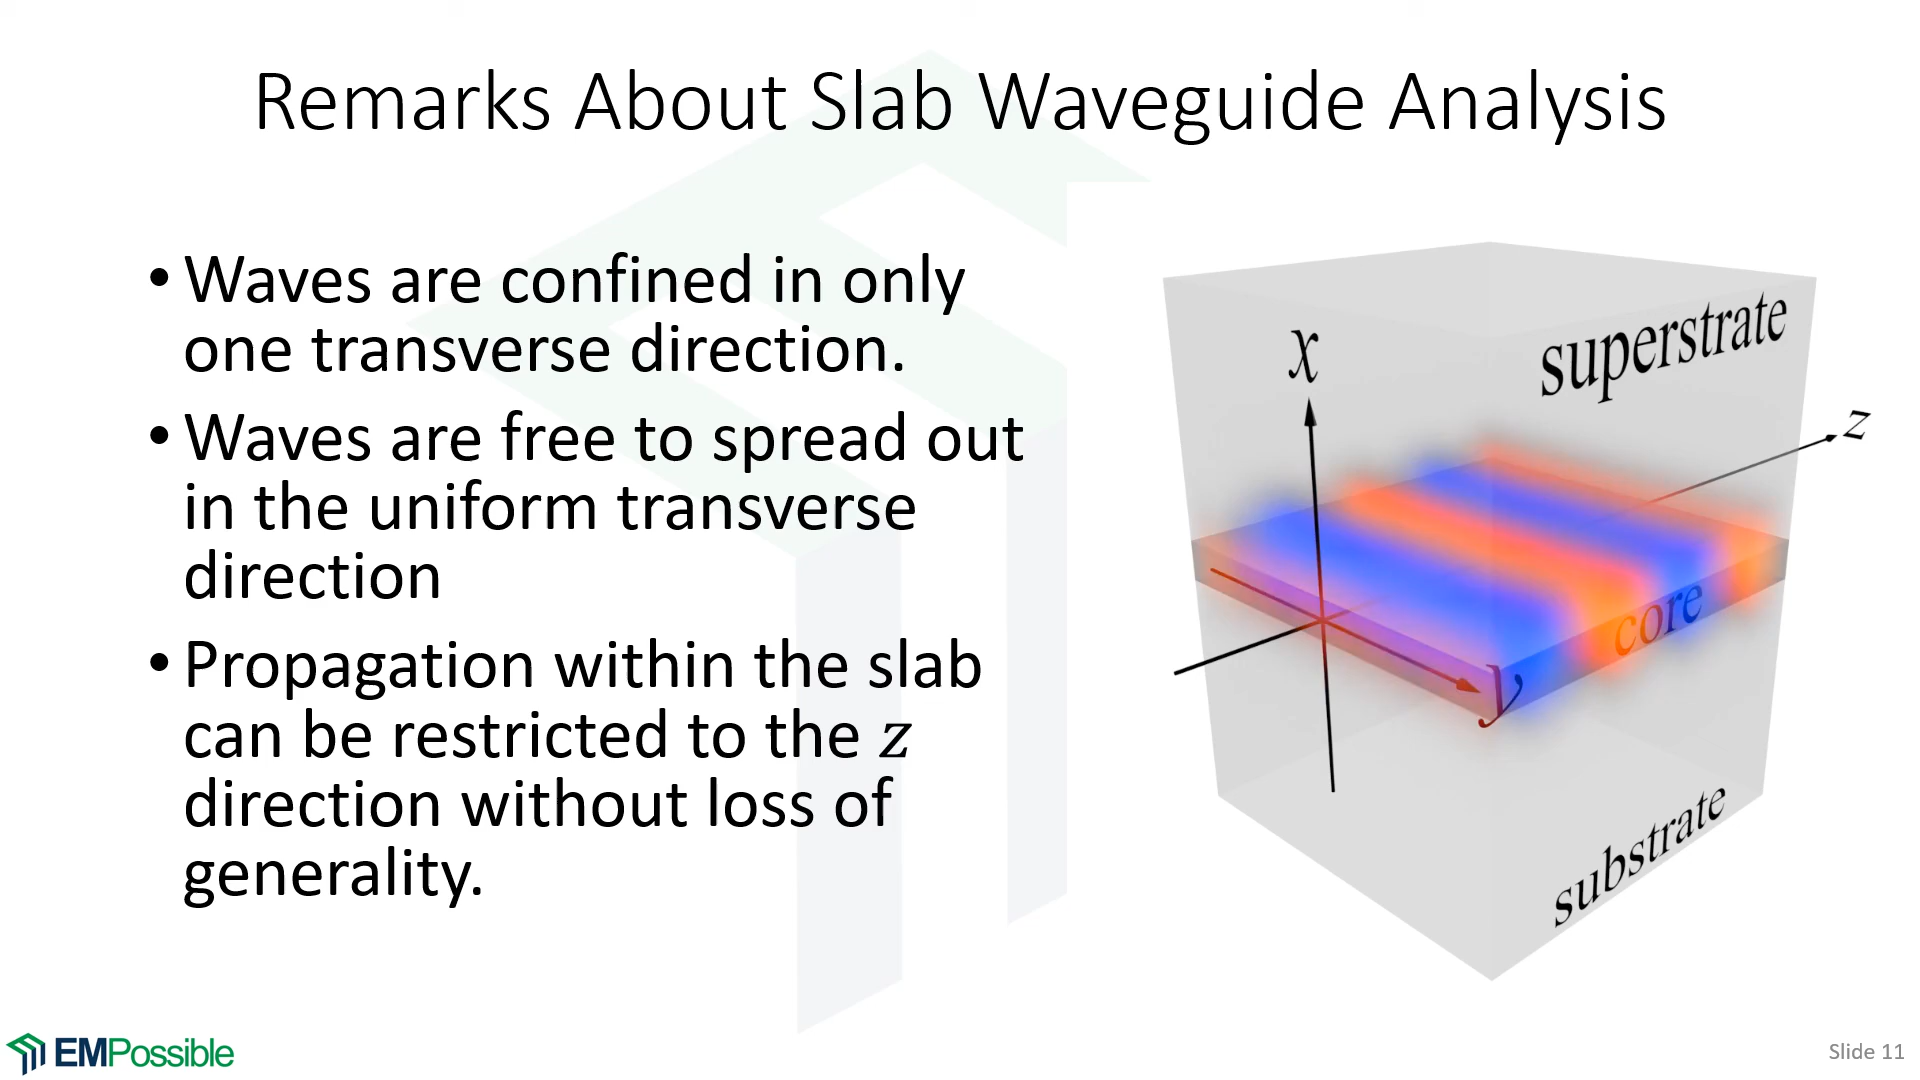 Remarks About Slab Waveguide Analysis
• Waves are confined in only
one transverse direction.
• Waves are free to spread out
in the uniform transverse
direction
• Propagation within the slab
can be restricted to the z
direction without loss of
generality.
x
superstrate
z
core
y
substrate
EMPossible
Slide 11